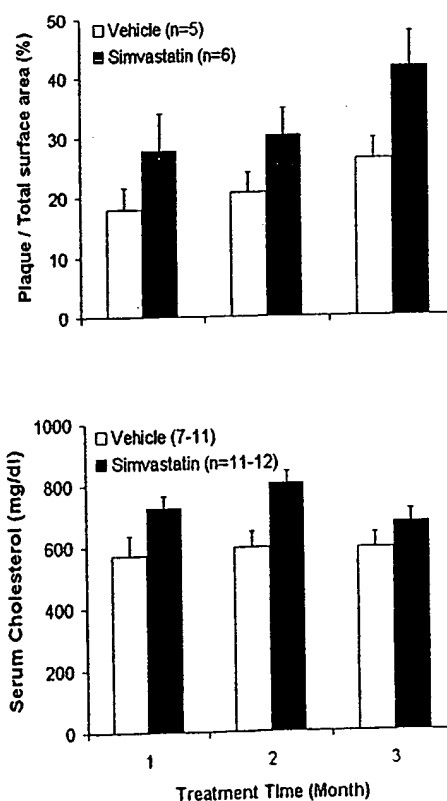 Plaque / Total surface area (%)
50
40
30
20
10
0
Vehicle (n=5)
Simvastatin (n=6)
Serum Cholesterol (mg/dl)
1000
800
600
400
200
0
Vehicle (7-11)
Simvastatin (n=11-12)
1 2 3
Treatment Time (Month)